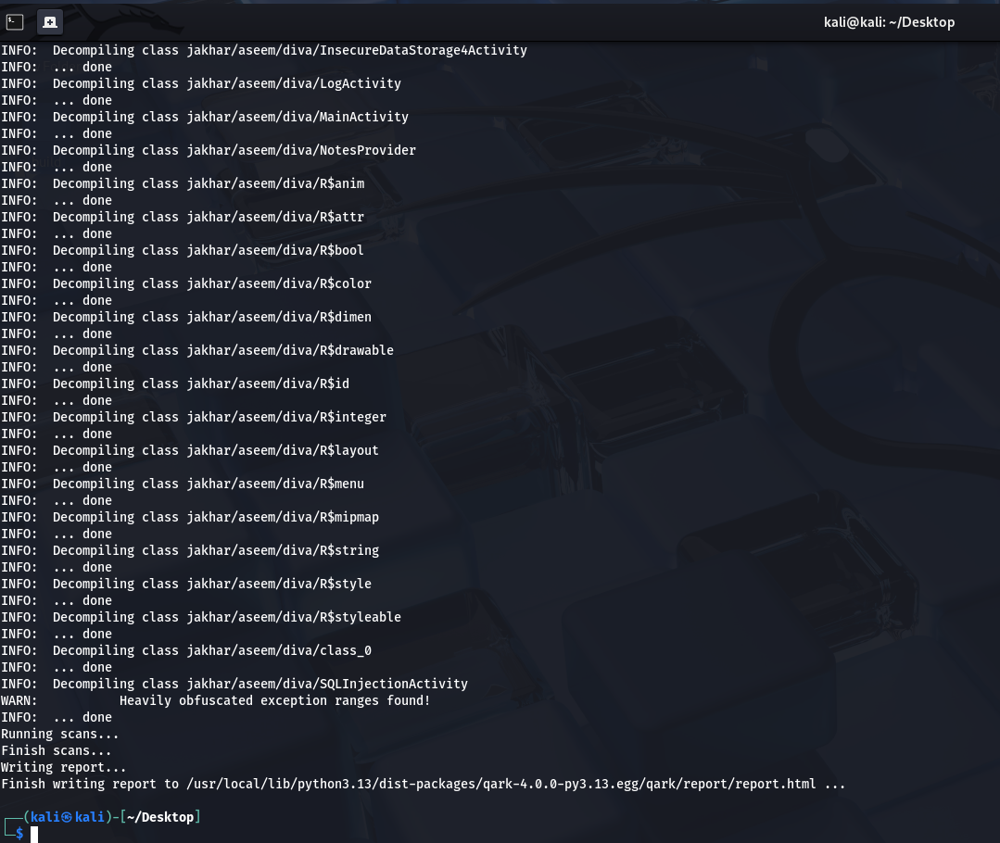 kali@kali: ~/Desktop
INFO:  Decompiling class jakhar/aseem/diva/InsecureDataStorage4Activity
INFO:  ... done
INFO:  Decompiling class jakhar/aseem/diva/LogActivity
INFO:  ... done
INFO:  Decompiling class jakhar/aseem/diva/MainActivity
INFO:  ... done
INFO:  Decompiling class jakhar/aseem/diva/NotesProvider
INFO:  ... done
INFO:  Decompiling class jakhar/aseem/diva/R$anim
INFO:  ... done
INFO:  Decompiling class jakhar/aseem/diva/R$attr
INFO:  ... done
INFO:  Decompiling class jakhar/aseem/diva/R$bool
INFO:  ... done
INFO:  Decompiling class jakhar/aseem/diva/R$color
INFO:  ... done
INFO:  Decompiling class jakhar/aseem/diva/R$dimen
INFO:  ... done
INFO:  Decompiling class jakhar/aseem/diva/R$drawable
INFO:  ... done
INFO:  Decompiling class jakhar/aseem/diva/R$id
INFO:  ... done
INFO:  Decompiling class jakhar/aseem/diva/R$integer
INFO:  ... done
INFO:  Decompiling class jakhar/aseem/diva/R$layout
INFO:  ... done
INFO:  Decompiling class jakhar/aseem/diva/R$menu
INFO:  ... done
INFO:  Decompiling class jakhar/aseem/diva/R$mipmap
INFO:  ... done
INFO:  Decompiling class jakhar/aseem/diva/R$string
INFO:  ... done
INFO:  Decompiling class jakhar/aseem/diva/R$style
INFO:  ... done
INFO:  Decompiling class jakhar/aseem/diva/R$styleable
INFO:  ... done
INFO:  Decompiling class jakhar/aseem/diva/class_0
INFO:  ... done
INFO:  Decompiling class jakhar/aseem/diva/SQLInjectionActivity
WARN:           Heavily obfuscated exception ranges found!
INFO:  ... done
Running scans...
Finish scans...
Writing report...
Finish writing report to /usr/local/lib/python3.13/dist-packages/qark-4.0.0-py3.13.egg/qark/report/report.html ...
┌──(kali㉿kali)-[~/Desktop]
└─$